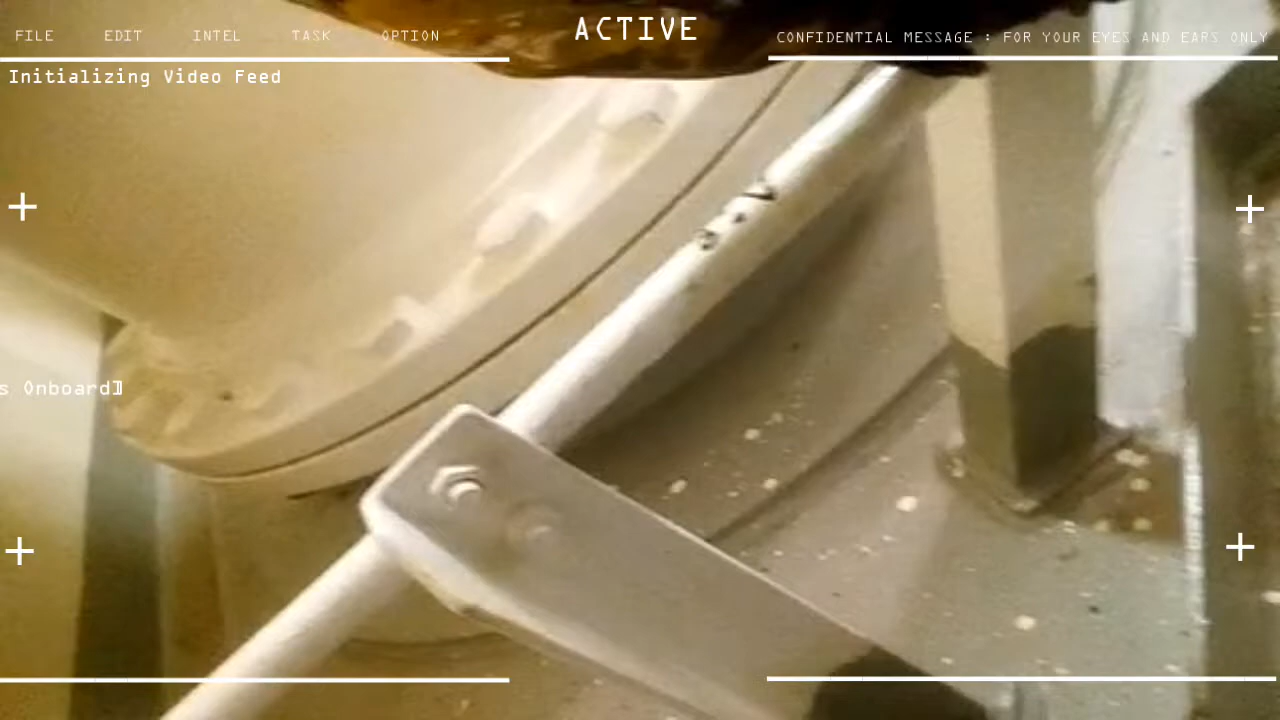 FILE EDIT INTEL TASK OPTION
ACTIVE
CONFIDENTIAL MESSAGE : FOR YOUR EYES AND EARS ONLY
Initializing Video Feed
s Onboard]